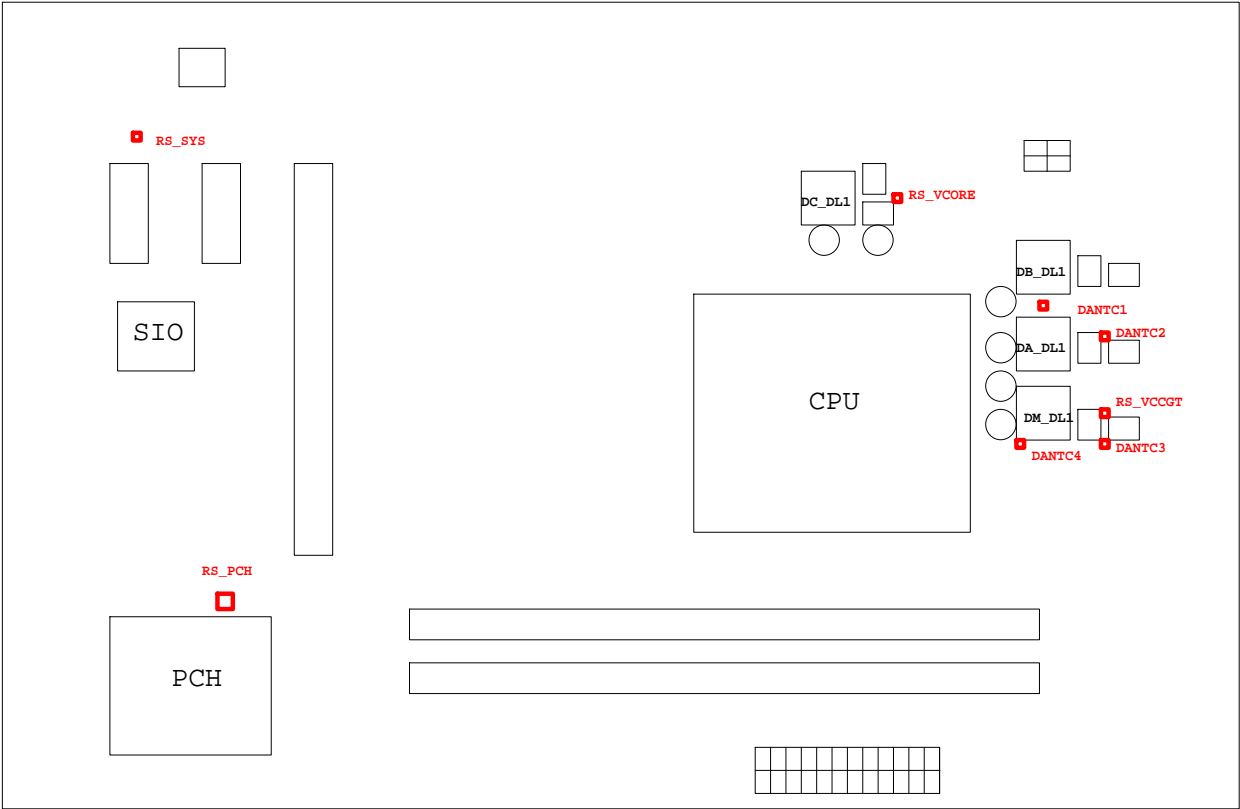 RS_SYS
RS_VCORE
DC_DL1
DB_DL1
DANTC1
DANTC2
SIO
DA_DL1
CPU
RS_VCCGT
DM_DL1
DANTC3
DANTC4
RS_PCH
PCH